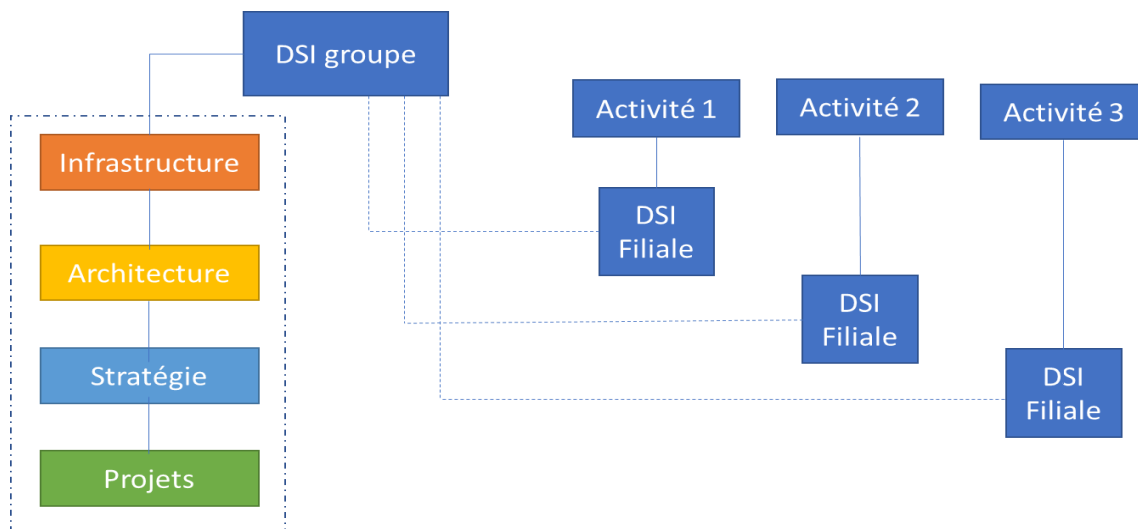 DSI groupe
Infrastructure
Architecture
Stratégie
Projets
Activité 1
DSI
Filiale
Activité 2
DSI
Filiale
Activité 3
DSI
Filiale